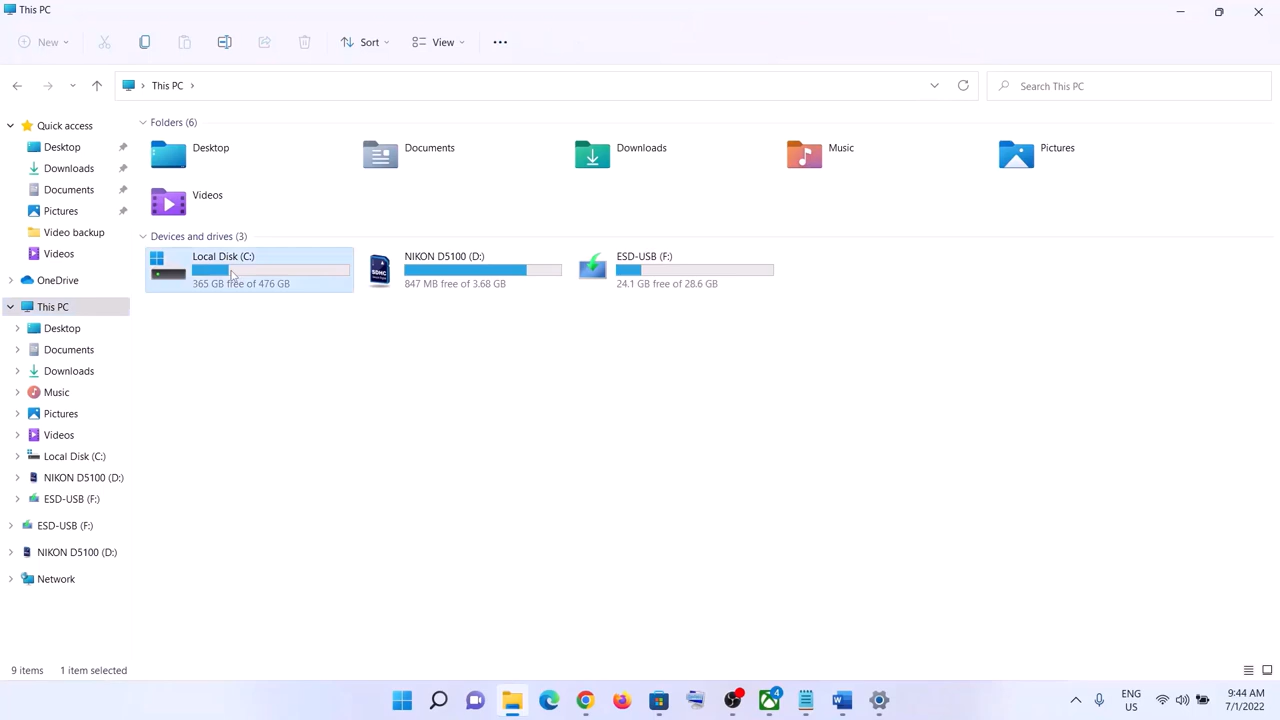 This PC
New
Sort
View
This PC
Search This PC
Quick access
Desktop
Downloads
Documents
Pictures
Video backup
Videos
OneDrive
This PC
Desktop
Documents
Downloads
Music
Pictures
Videos
Local Disk (C:)
NIKON D5100 (D:)
ESD-USB (F:)
ESD-USB (F:)
NIKON D5100 (D:)
Network
Folders (6)
Desktop
Documents
Downloads
Music
Pictures
Videos
Devices and drives (3)
Local Disk (C:)
365 GB free of 476 GB
NIKON D5100 (D:)
847 MB free of 3.68 GB
ESD-USB (F:)
24.1 GB free of 28.6 GB
9 items
1 item selected
4
ENG
US
9:44 AM
7/1/2022